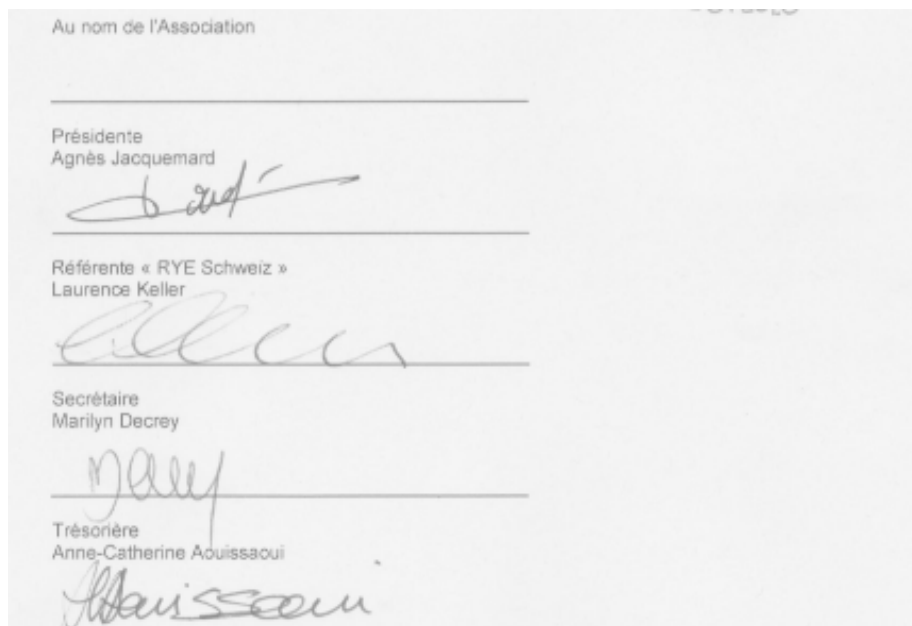 Au nom de l'Association
Présidente
Agnès Jacquemard
Référente « RYE Schweiz »
Laurence Keller
Secrétaire
Marilyn Decrey
Trésorière
Anne-Catherine Aouissaoui